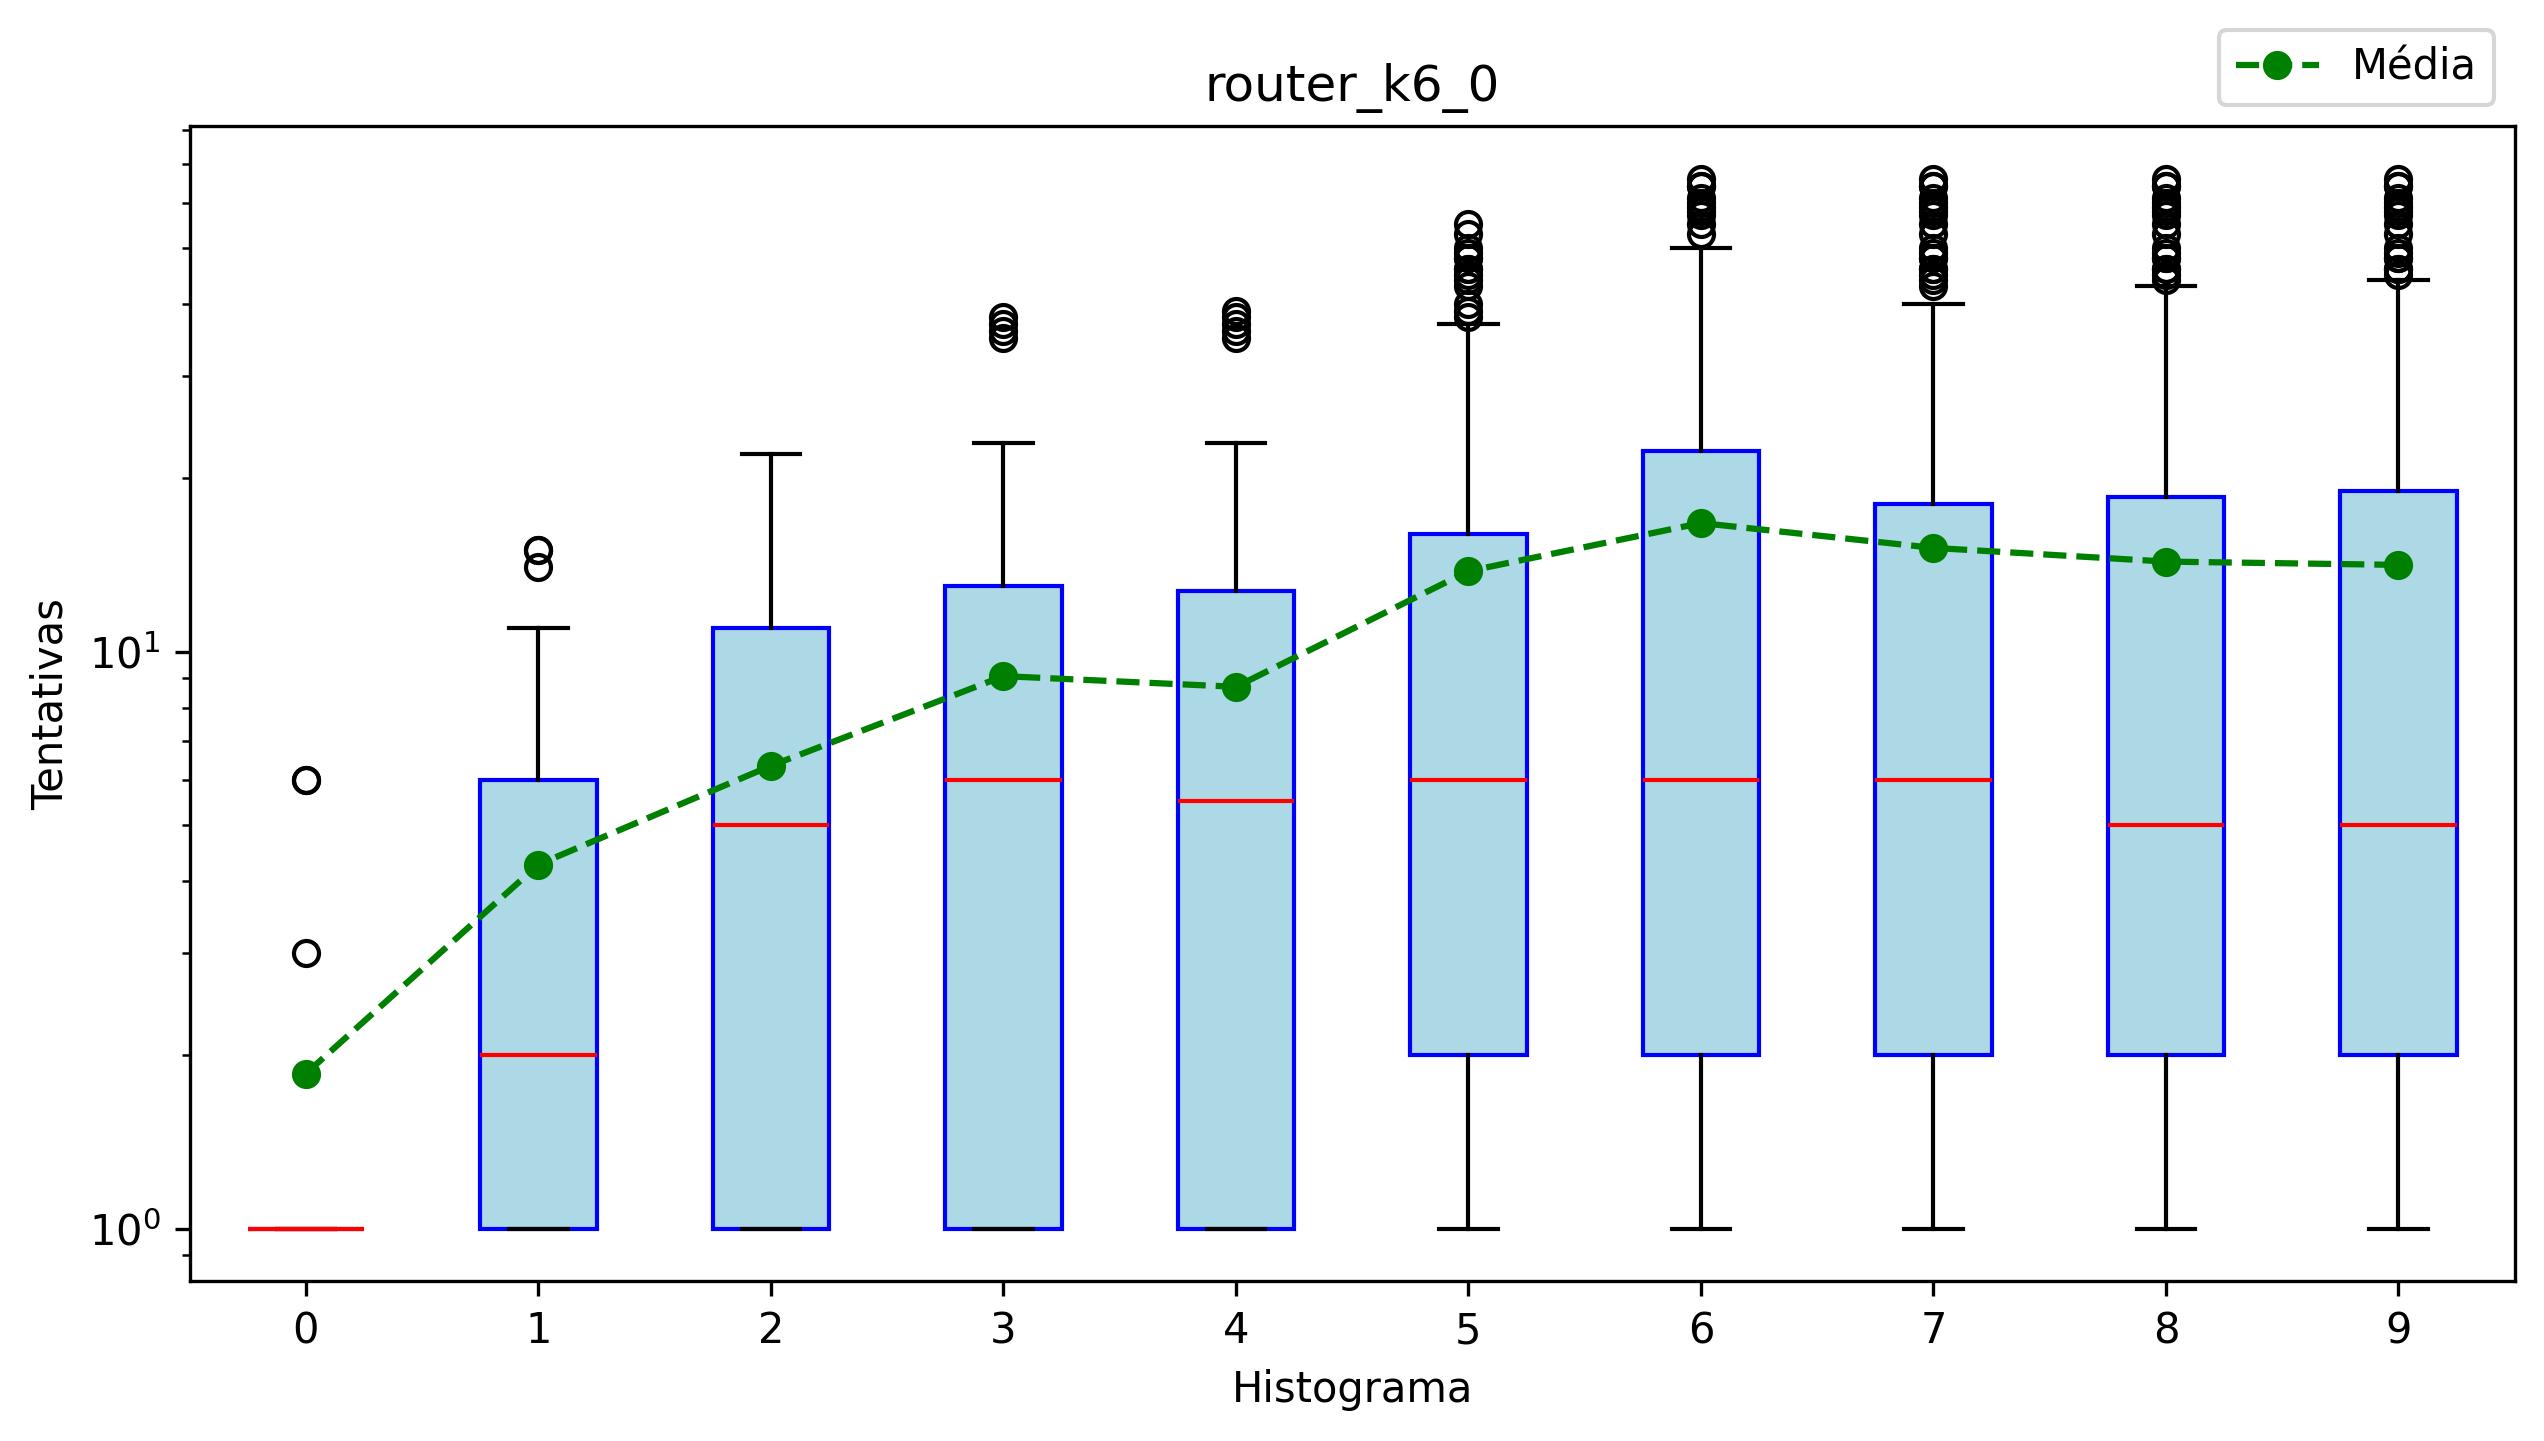 Média
router_k6_0
Tentativas
10¹
10⁰
0 1 2 3 4 5 6 7 8 9
Histograma